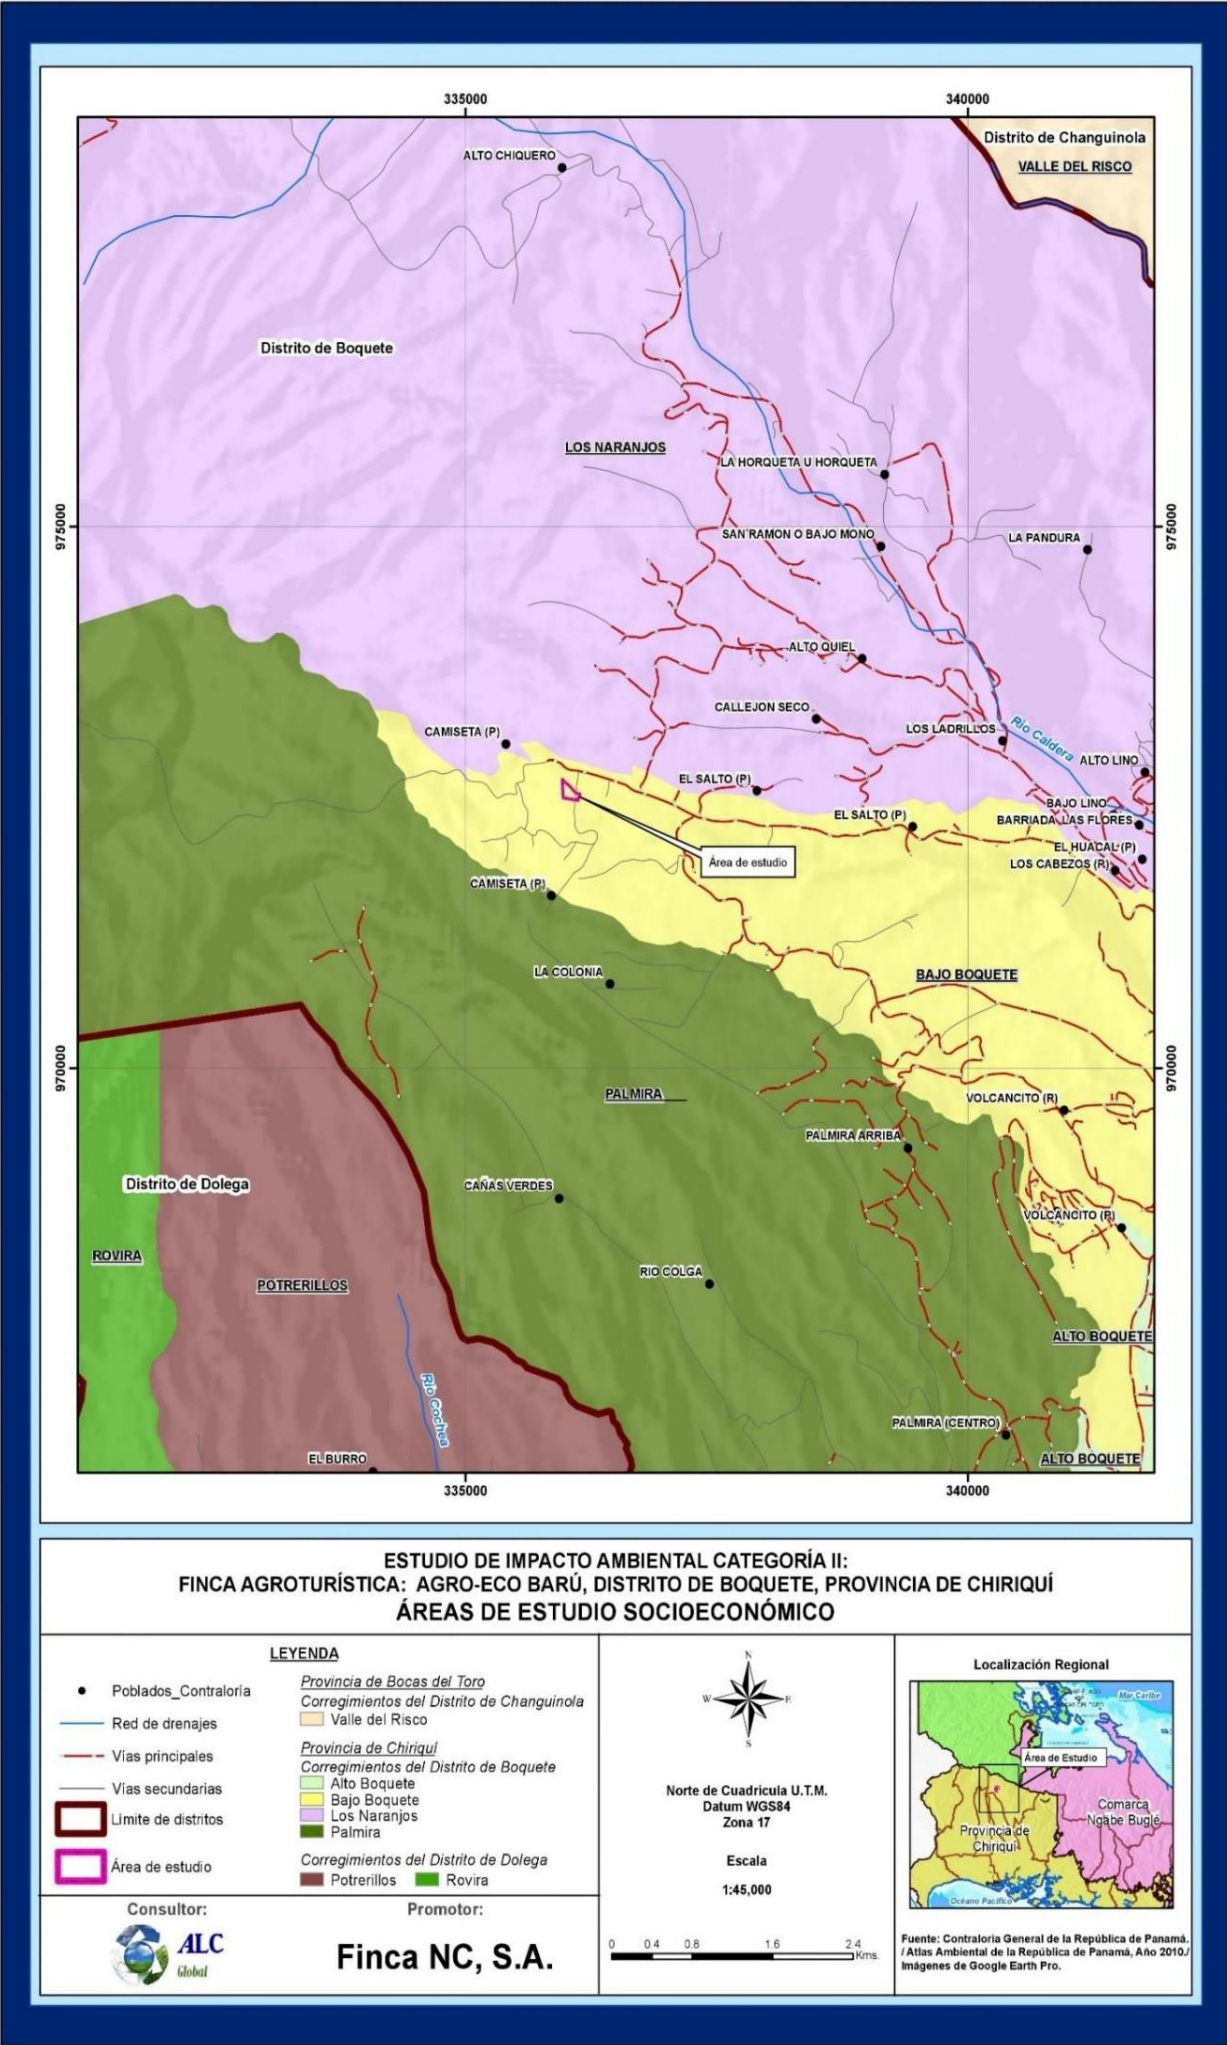 335000
340000
Distrito de Changuinola
VALLE DEL RISCO
ALTO CHIQUERO
Distrito de Boquete
LOS NARANJOS
LA HORQUETA U HORQUETA
975000
975000
SAN RAMON O BAJO MONO
LA PANDURA
ALTO QUIEL
CALLEJON SECO
CAMISETA (P)
LOS LADRILLOS
Rio Caldera
ALTO LINO
EL SALTO (P)
BAJO LINO
EL SALTO (P)
BARRIADA LAS FLORES
EL HUACAL (P)
LOS CABEZOS (R)
Área de estudio
CAMISETA (P)
LA COLONIA
BAJO BOQUETE
970000
970000
PALMIRA
VOLCANCITO (R)
PALMIRA ARRIBA
Distrito de Dolega
CAÑAS VERDES
VOLCANCITO (P)
ROVIRA
POTRERILLOS
RIO COLGA
ALTO BOQUETE
Río Cochea
PALMIRA (CENTRO)
EL BURRO
ALTO BOQUETE
335000
340000
ESTUDIO DE IMPACTO AMBIENTAL CATEGORÍA II:
FINCA AGROTURÍSTICA: AGRO-ECO BARÚ, DISTRITO DE BOQUETE, PROVINCIA DE CHIRIQUÍ
ÁREAS DE ESTUDIO SOCIOECONÓMICO
LEYENDA
Poblados_Contraloría
Red de drenajes
Vías principales
Vías secundarias
Limite de distritos
Área de estudio
Provincia de Bocas del Toro
Corregimientos del Distrito de Changuinola
Valle del Risco
Provincia de Chiriquí
Corregimientos del Distrito de Boquete
Alto Boquete
Bajo Boquete
Los Naranjos
Palmira
Corregimientos del Distrito de Dolega
Potrerillos Rovira
Consultor:
ALC
Global
Promotor:
Finca NC, S.A.
N
W E
S
Norte de Cuadricula U.T.M.
Datum WGS84
Zona 17
Escala
1:45,000
0 0.4 0.8 1.6 2.4
Kms.
Localización Regional
Mar Caribe
Área de Estudio
Comarca
Ngäbe Buglé
Provincia de
Chiriquí
Océano Pacífico
Fuente: Contraloría General de la República de Panamá.
/ Atlas Ambiental de la República de Panamá, Año 2010./
Imágenes de Google Earth Pro.